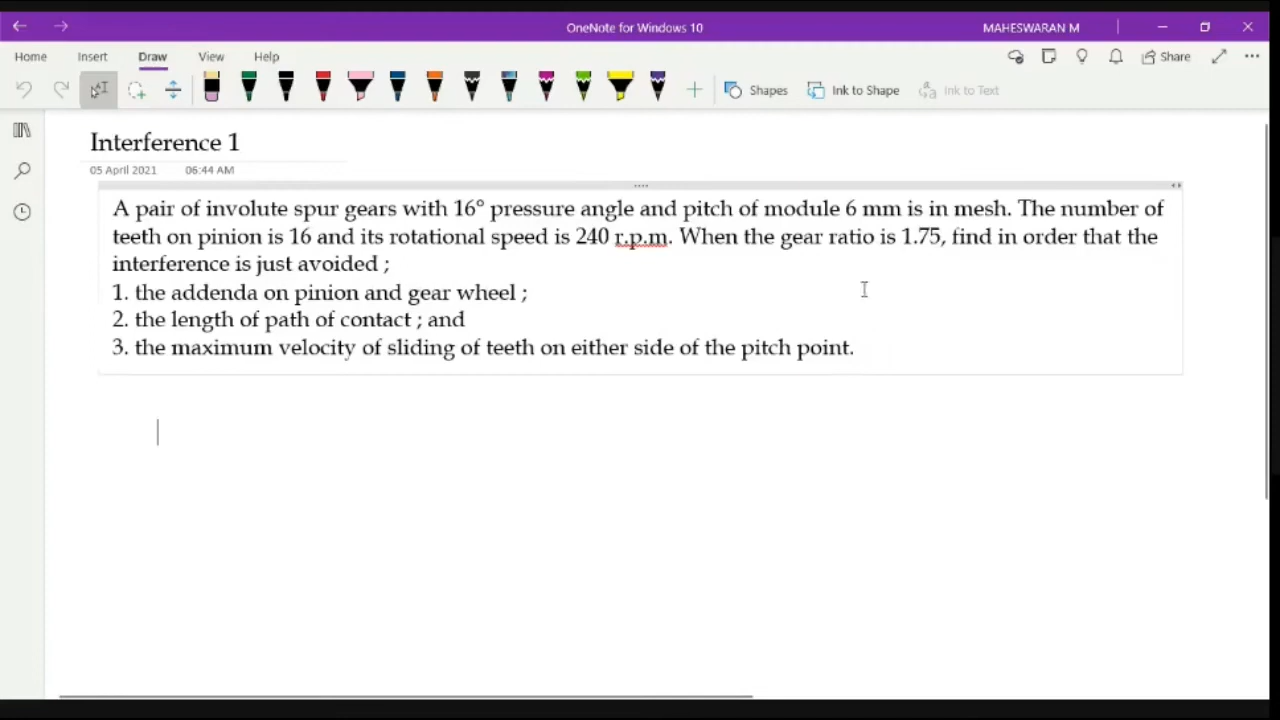 OneNote for Windows 10
MAHESWARAN M
Home Insert Draw View Help
Share
Shapes
Ink to Shape
Ink to Text
Interference 1
05 April 2021 06:44 AM
A pair of involute spur gears with 16° pressure angle and pitch of module 6 mm is in mesh. The number of
teeth on pinion is 16 and its rotational speed is 240 r.p.m. When the gear ratio is 1.75, find in order that the
interference is just avoided ;
1. the addenda on pinion and gear wheel ;
2. the length of path of contact ; and
3. the maximum velocity of sliding of teeth on either side of the pitch point.